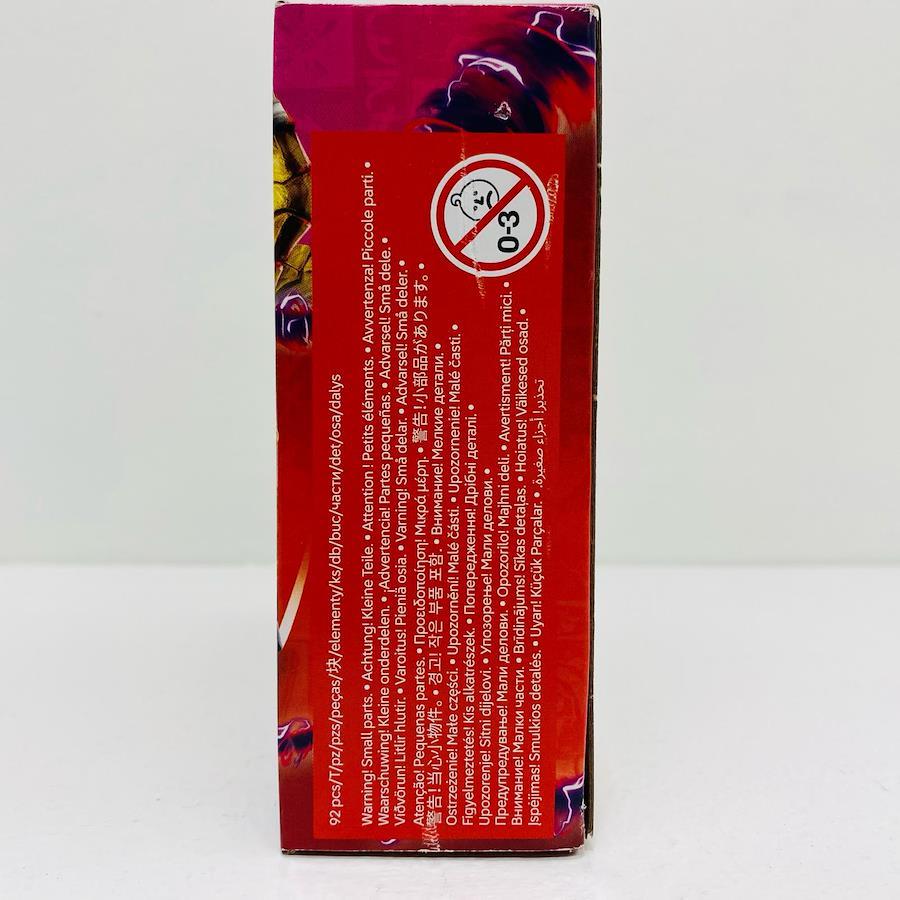 92 pcs/T/pz/pzs/peças/块/elementy/ks/db/buc/части/det/osa/dalys
Warning! Small parts. • Achtung! Kleine Teile. • Attention ! Petits éléments. • Avvertenza! Piccole parti. •
Waarschuwing! Kleine onderdelen. • ¡Advertencia! Partes pequeñas. • Advarsel! Små dele. •
Viðvörun! Litlir hlutir. • Varoitus! Pieniä osia. • Varning! Små delar. • Advarsel! Små deler. •
Atenção! Pequenas partes. • Προειδοποίηση! Μικρά μέρη. • 警告! 小部品があります。 •
警告! 当心小物件。 • 경고! 작은 부품 포함. • Внимание! Мелкие детали. •
Ostrzeżenie! Małe części. • Upozornění! Malé části. • Upozornenie! Malé časti. •
Figyelmeztetés! Kis alkatrészek. • Попередження! Дрібні деталі. •
Upozorenje! Sitni dijelovi. • Упозорење! Мали делови. •
Предупредување! Мали делови. • Opozorilo! Majhni deli. • Avertisment! Părți mici. •
Внимание! Малки части. • Brīdinājums! Sīkas detaļas. • Hoiatus! Väikesed osad. •
Įspėjimas! Smulkios detalės. • Uyarı! Küçük Parçalar. • تحذير! أجزاء صغيرة.
0-3